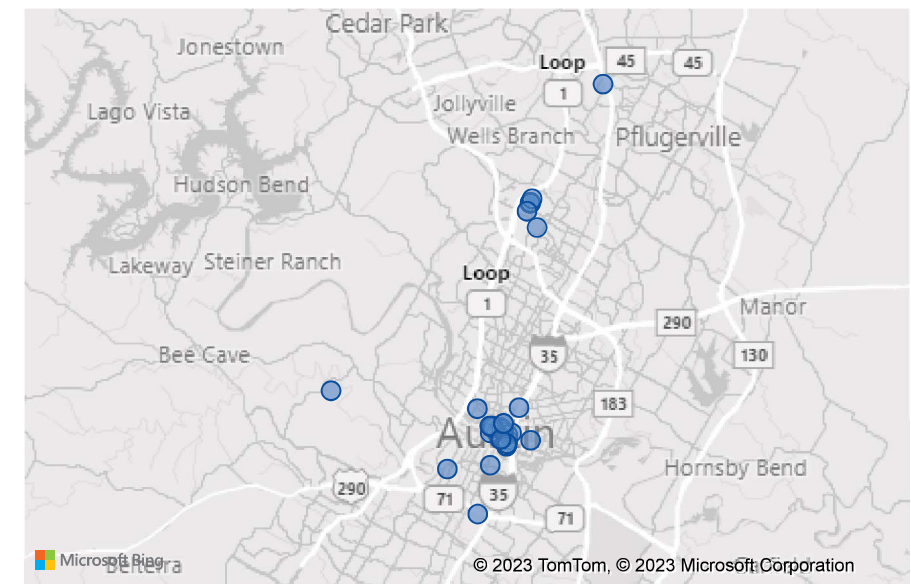 Cedar Park
Jonestown
Loop
45
45
1
Lago Vista
Jollyville
Wells Branch
Pflugerville
Hudson Bend
Lakeway
Steiner Ranch
Loop
1
Manor
290
35
130
Bee Cave
183
Austin
Hornsby Bend
290
71
35
71
Microsoft Bing
© 2023 TomTom, © 2023 Microsoft Corporation